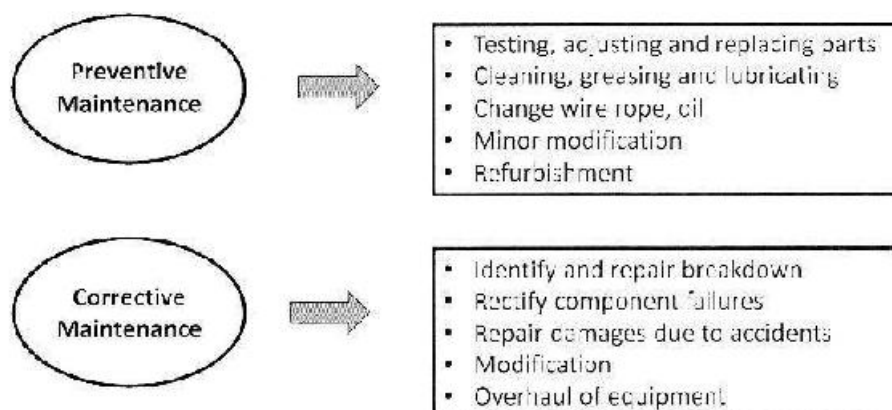 Preventive
Maintenance
• Testing, adjusting and replacing parts
• Cleaning, greasing and lubricating
• Change wire rope, oil
• Minor modification
• Refurbishment
Corrective
Maintenance
• Identify and repair breakdown
• Rectify component failures
• Repair damages due to accidents
• Modification
• Overhaul of equipment